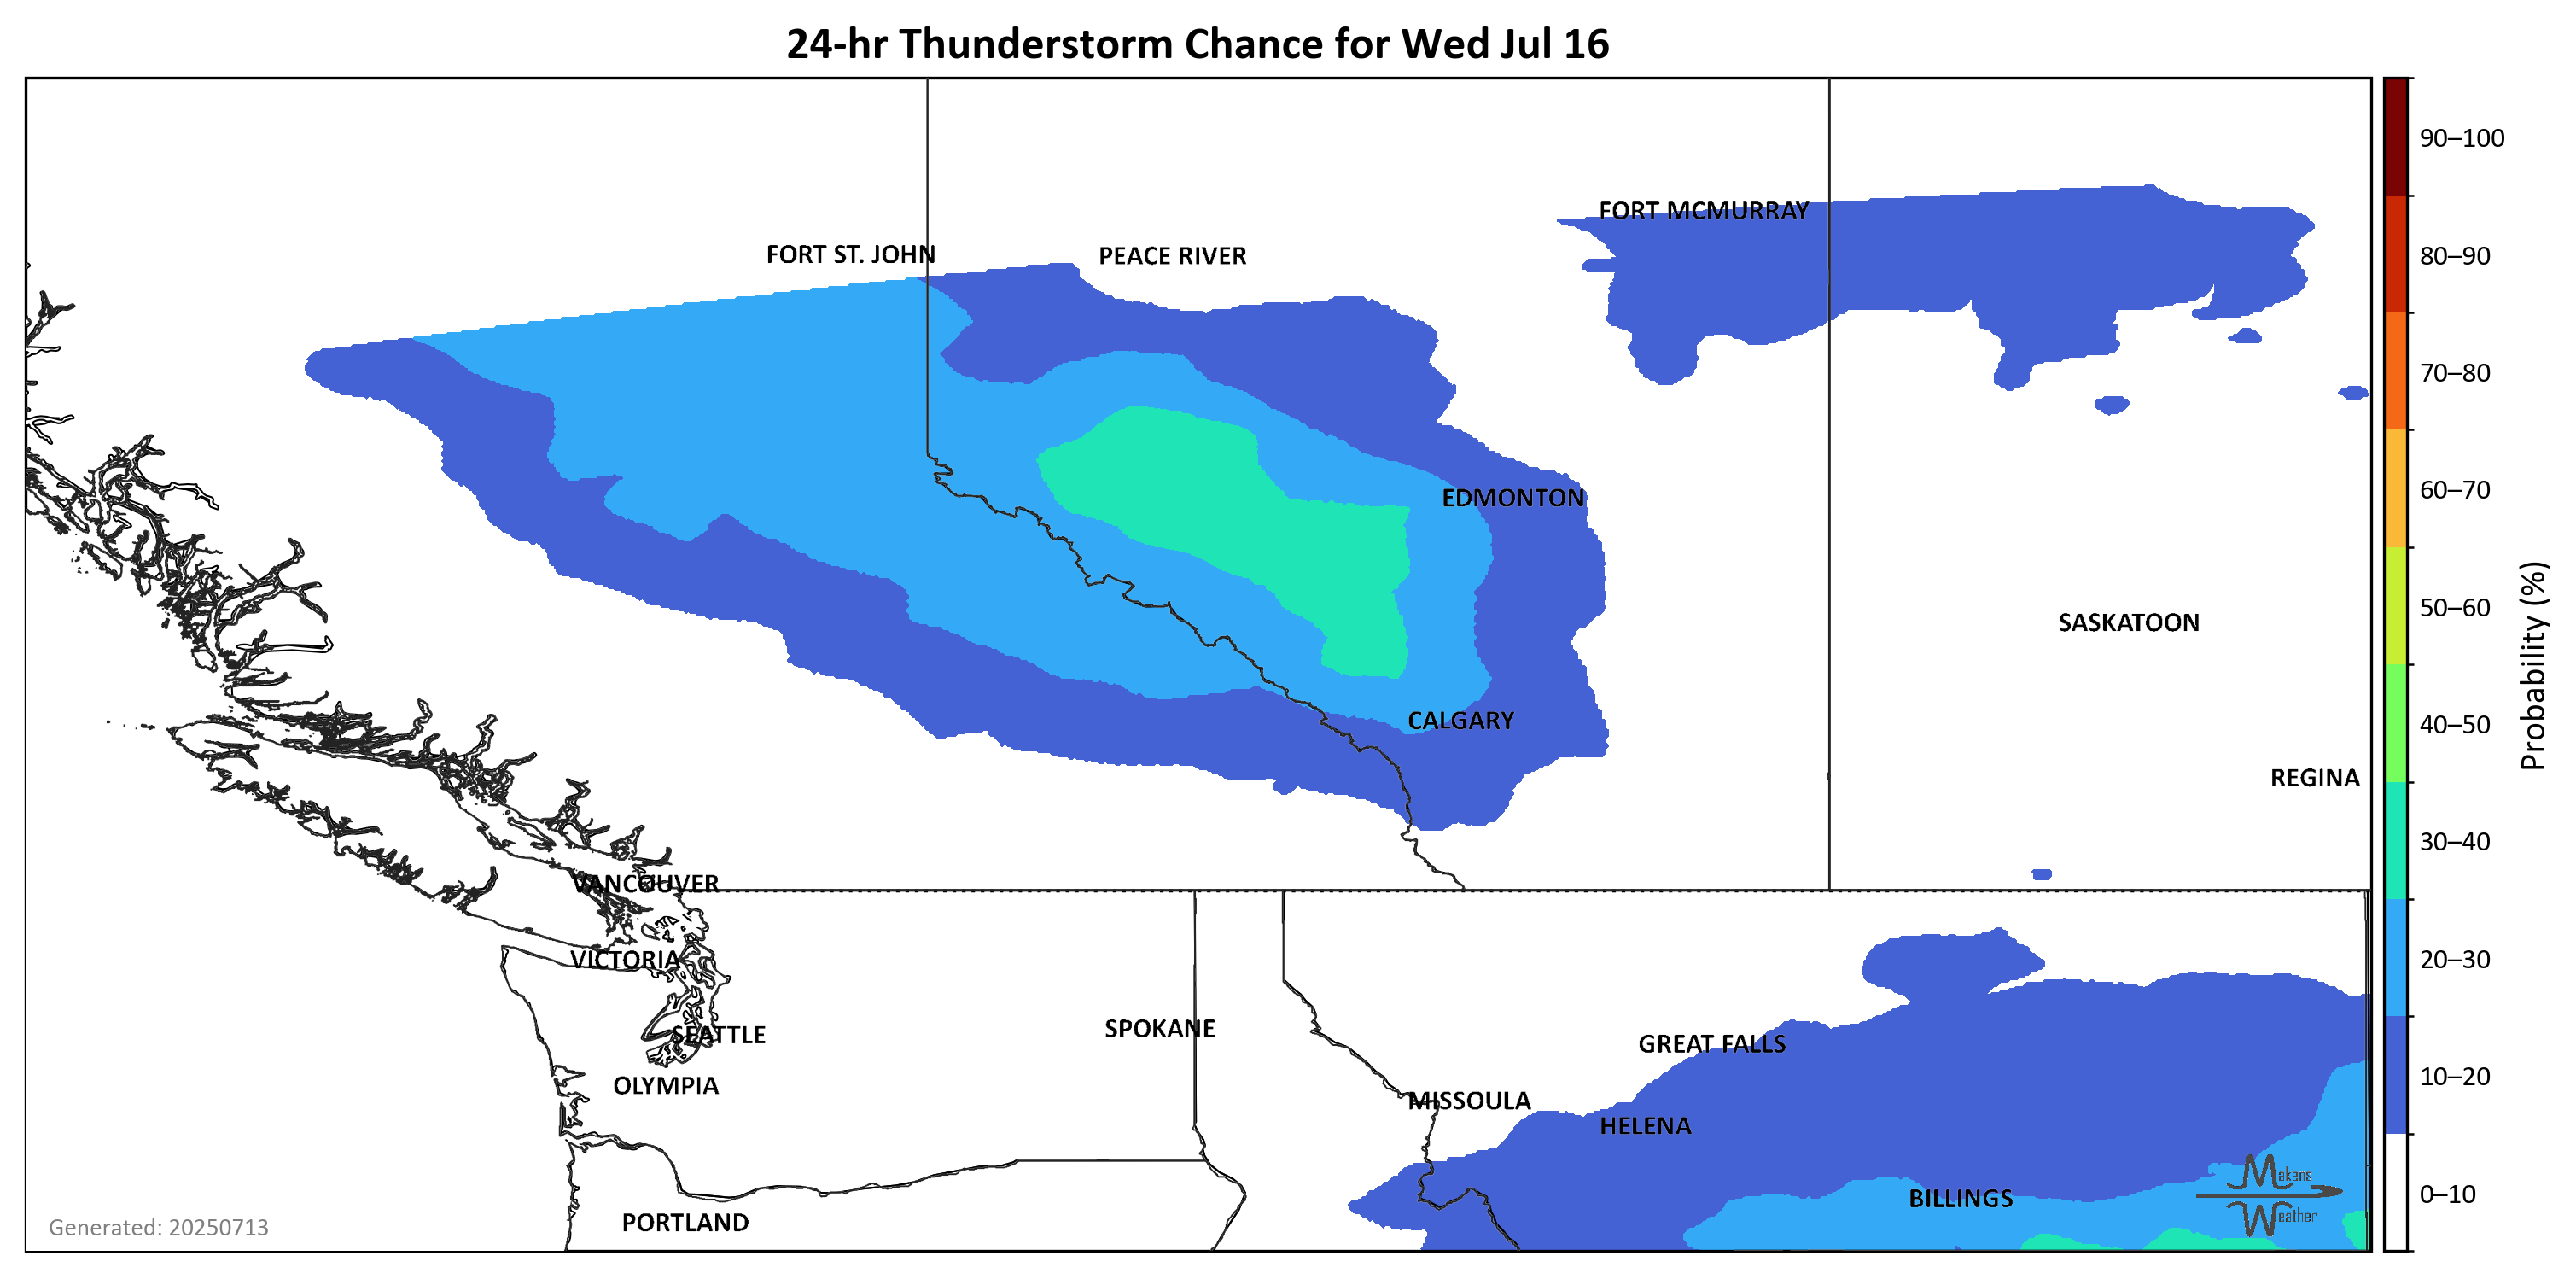 24-hr Thunderstorm Chance for Wed Jul 16
90–100
FORT MCMURRAY
FORT ST. JOHN
PEACE RIVER
80–90
70–80
EDMONTON
60–70
SASKATOON
50–60
CALGARY
40–50
REGINA
Probability (%)
30–40
VANCOUVER
VICTORIA
20–30
SPOKANE
SEATTLE
GREAT FALLS
OLYMPIA
10–20
MISSOULA
HELENA
BILLINGS
Makens
Weather
0–10
PORTLAND
Generated: 20250713